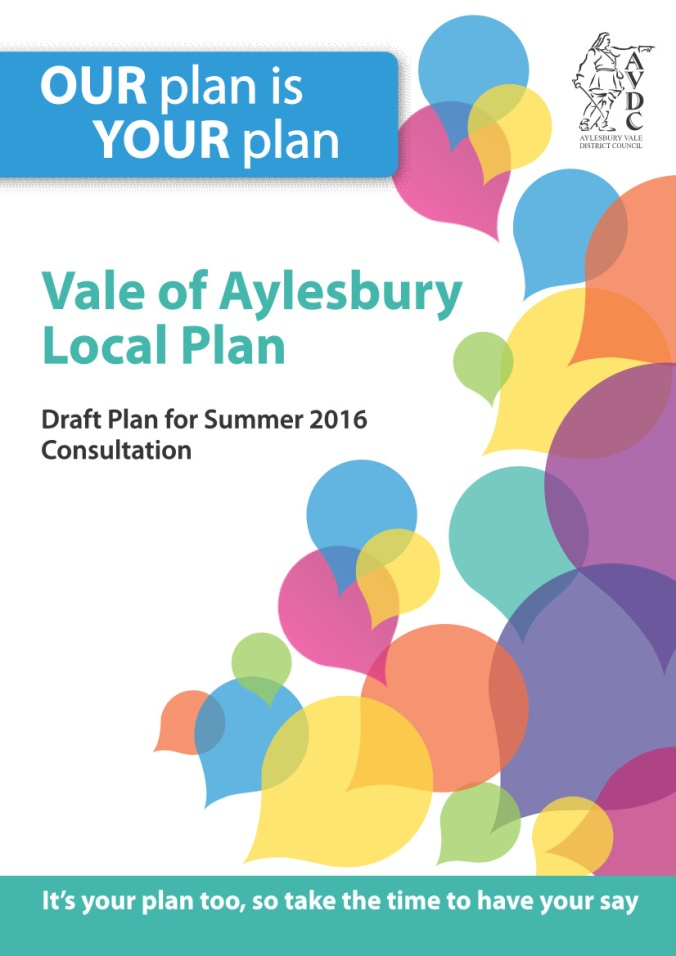 OUR plan is
YOUR plan
A
V
D
C
AYLESBURY VALE
DISTRICT COUNCIL
Vale of Aylesbury
Local Plan
Draft Plan for Summer 2016
Consultation
It's your plan too, so take the time to have your say